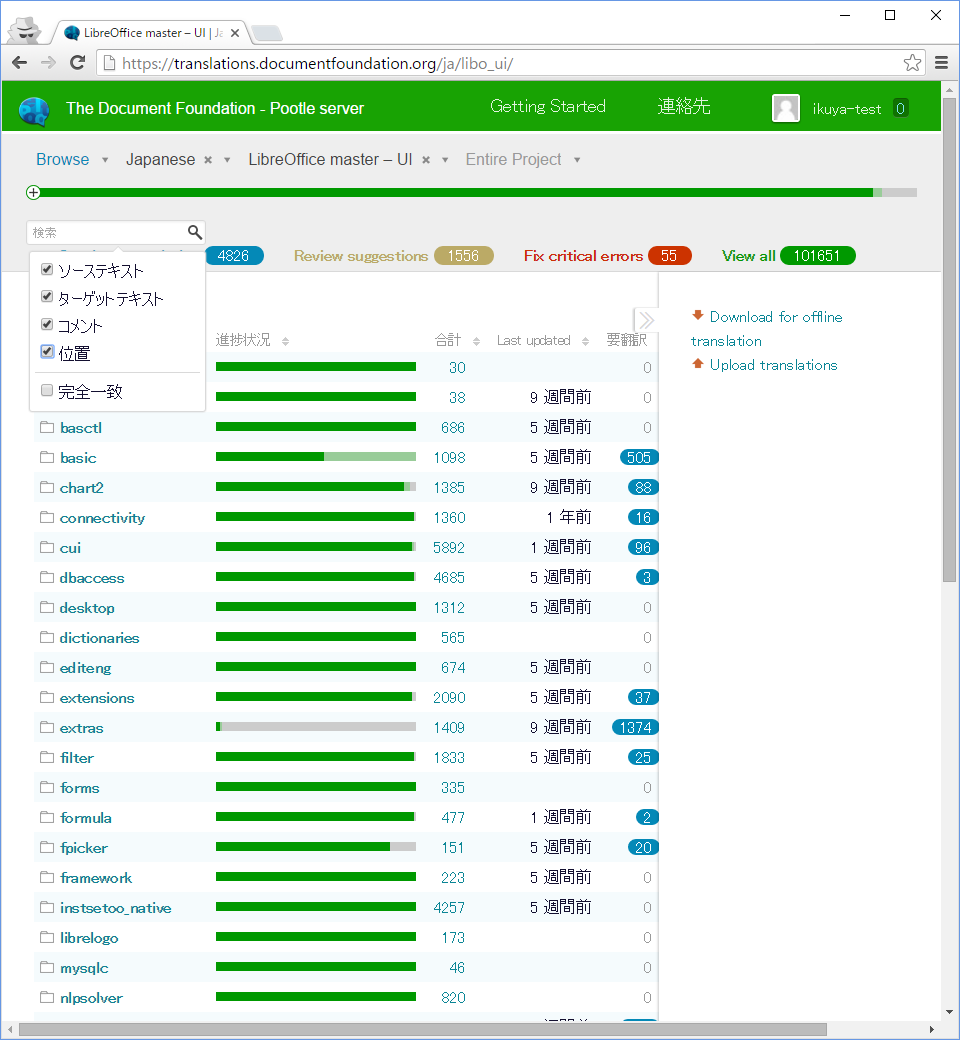 LibreOffice master – UI | Ja
https://translations.documentfoundation.org/ja/libo_ui/
The Document Foundation - Pootle server Getting Started 連絡先 ikuya-test 0
Browse Japanese LibreOffice master – UI Entire Project
検索
4826 Review suggestions 1556 Fix critical errors 55 View all 101651
ソーステキスト
ターゲットテキスト
コメント
位置
完全一致
Download for offline translation
Upload translations
進捗状況 合計 Last updated 要翻訳
30 0
38 9 週間前 0
basctl 686 5 週間前 0
basic 1098 5 週間前 505
chart2 1385 9 週間前 88
connectivity 1360 1 年前 16
cui 5892 1 週間前 96
dbaccess 4685 5 週間前 3
desktop 1312 5 週間前 0
dictionaries 565 0
editeng 674 5 週間前 0
extensions 2090 5 週間前 37
extras 1409 9 週間前 1374
filter 1833 5 週間前 25
forms 335 0
formula 477 1 週間前 2
fpicker 151 5 週間前 20
framework 223 5 週間前 0
instsetoo_native 4257 5 週間前 0
librelogo 173 0
mysqlc 46 0
nlpsolver 820 0